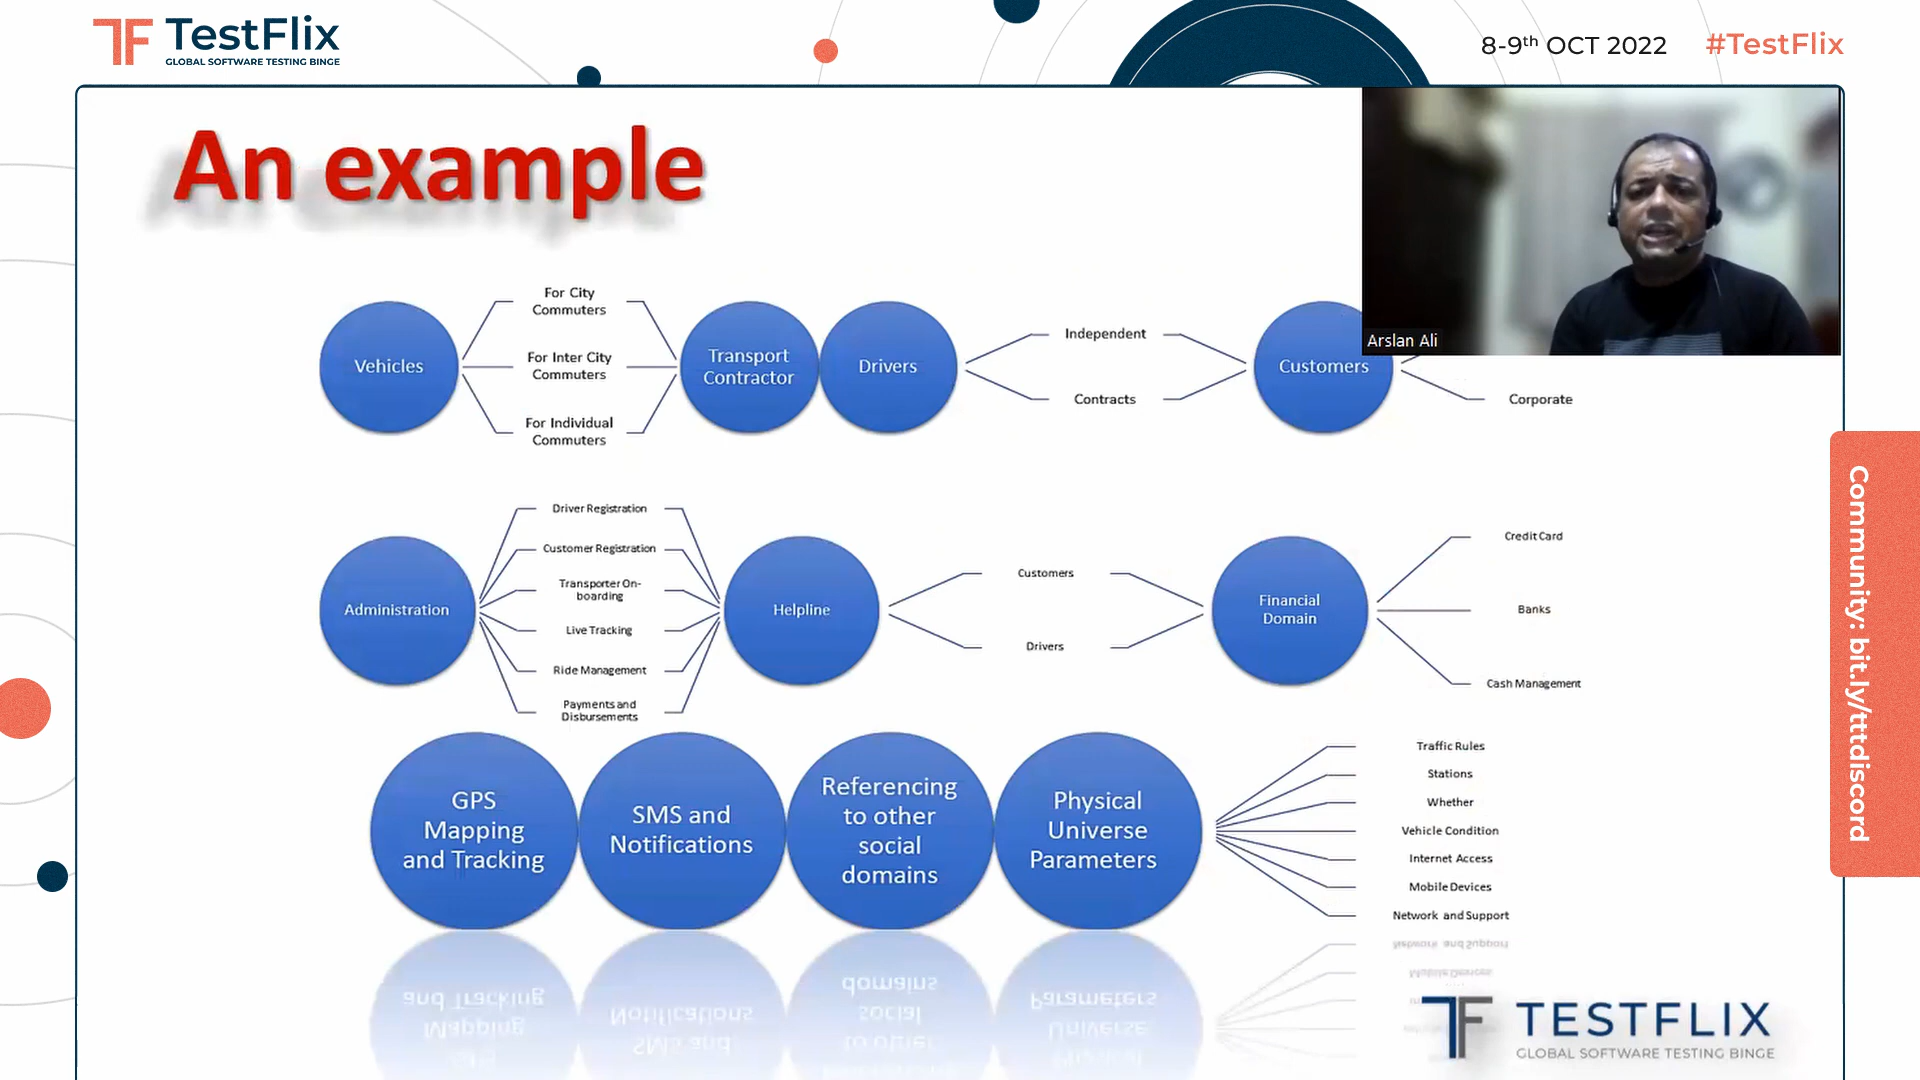 TestFlix
GLOBAL SOFTWARE TESTING BINGE
8-9th OCT 2022
#TestFlix
An example
Arslan Ali
Vehicles
For City
Commuters
For Inter City
Commuters
For Individual
Commuters
Transport
Contractor
Drivers
Independent
Contracts
Customers
Corporate
Administration
Driver Registration
Customer Registration
Transporter On-
boarding
Live Tracking
Ride Management
Payments and
Disbursements
Helpline
Customers
Drivers
Financial
Domain
Credit Card
Banks
Cash Management
GPS
Mapping
and Tracking
SMS and
Notifications
Referencing
to other
social
domains
Physical
Universe
Parameters
Traffic Rules
Stations
Whether
Vehicle Condition
Internet Access
Mobile Devices
Network and Support
Community: bit.ly/tttdiscord
TESTFLIX
GLOBAL SOFTWARE TESTING BINGE